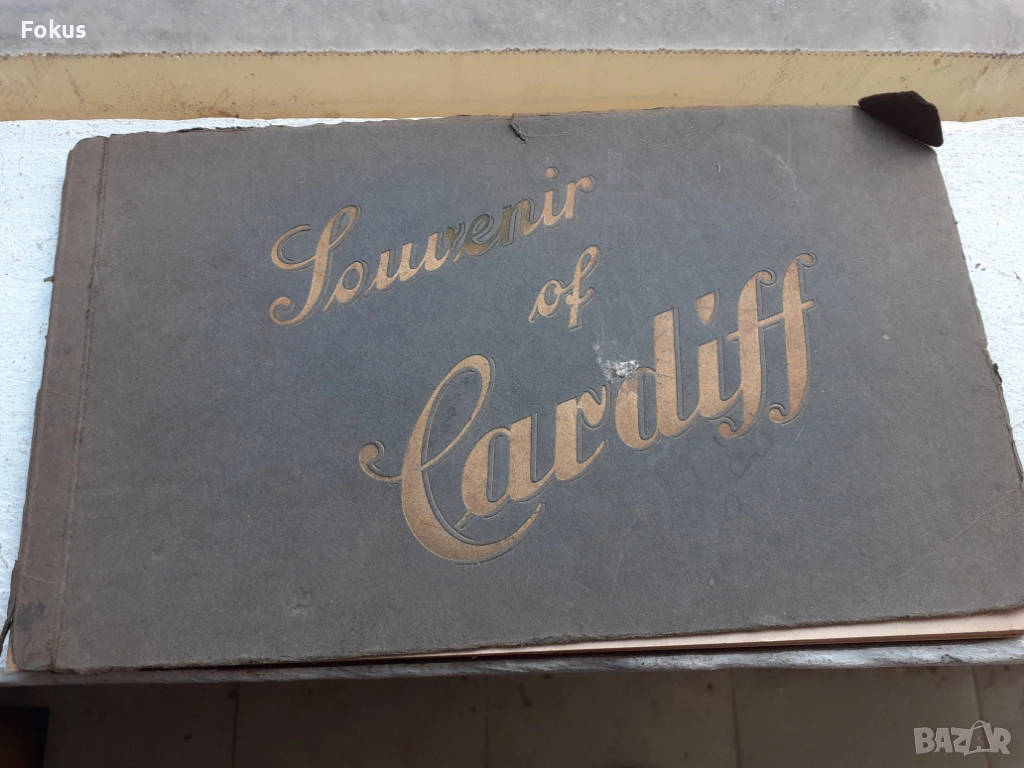 Fokus
Souvenir
of
Cardiff
BAZAR